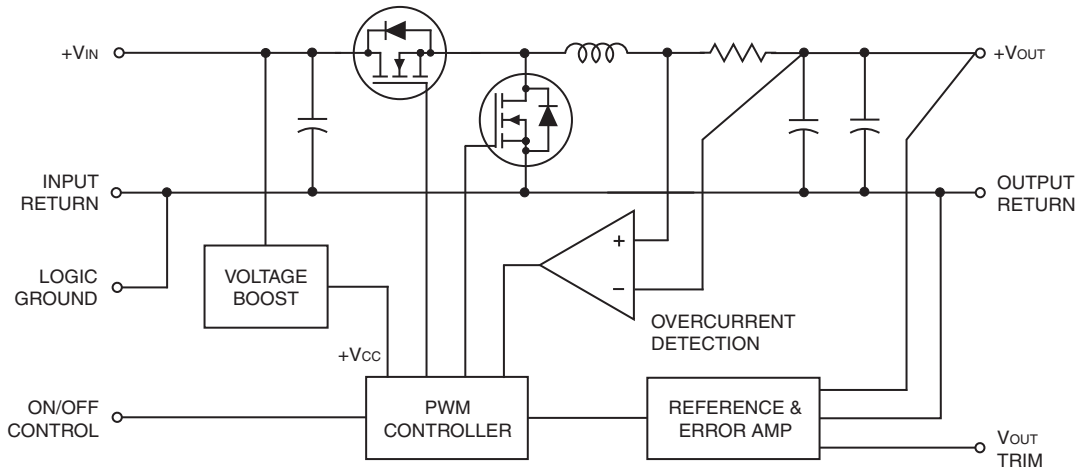 +VIN
+VOUT
INPUT
RETURN
OUTPUT
RETURN
LOGIC
GROUND
VOLTAGE
BOOST
+
−
OVERCURRENT
DETECTION
+VCC
ON/OFF
CONTROL
PWM
CONTROLLER
REFERENCE &
ERROR AMP
VOUT
TRIM